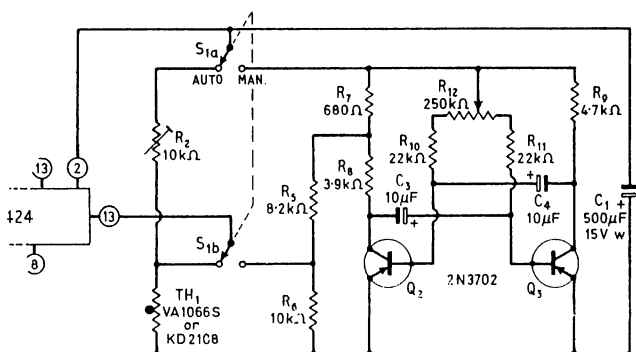 S1a
AUTO MAN.
R7
680Ω
R12
250kΩ
R9
4·7kΩ
R2
10kΩ
R10
22kΩ
R11
22kΩ
13
2
R8
3·9kΩ
C3
10μF
+
R5
8·2kΩ
+
C4
10μF
C1 +
500μF
15V w
424
13
S1b
8
TH1
VA1066S
or
KD2108
R6
10kΩ
Q2
2N3702
Q3